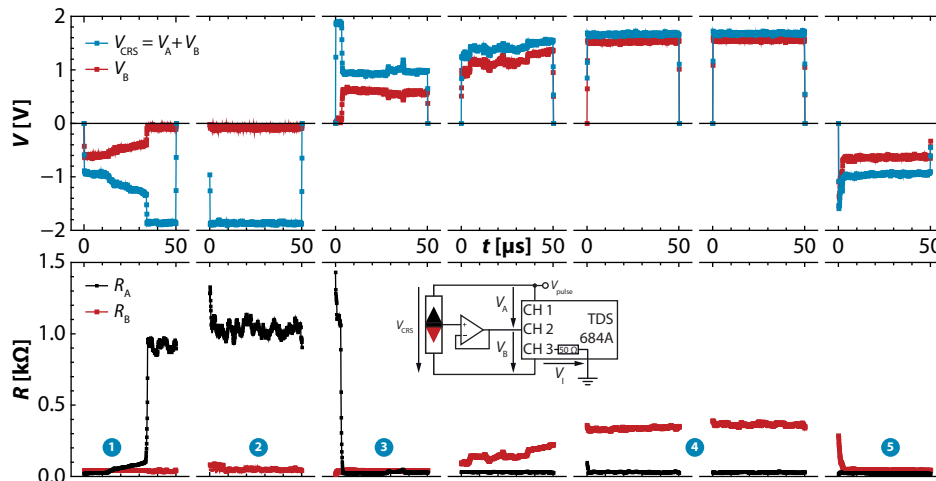 2
1
0
−1
−2
V [V]
V_CRS = V_A + V_B
V_B
0 50 0 50 0 50 0 t [µs] 50 0 50 0 50 0 50
1.5
1.0
0.5
0.0
R [kΩ]
R_A
R_B
V_CRS
V_A
V_B
+
−
V_pulse
CH 1
CH 2
CH 3
50 Ω
TDS
684A
V_I
1 2 3 4 5